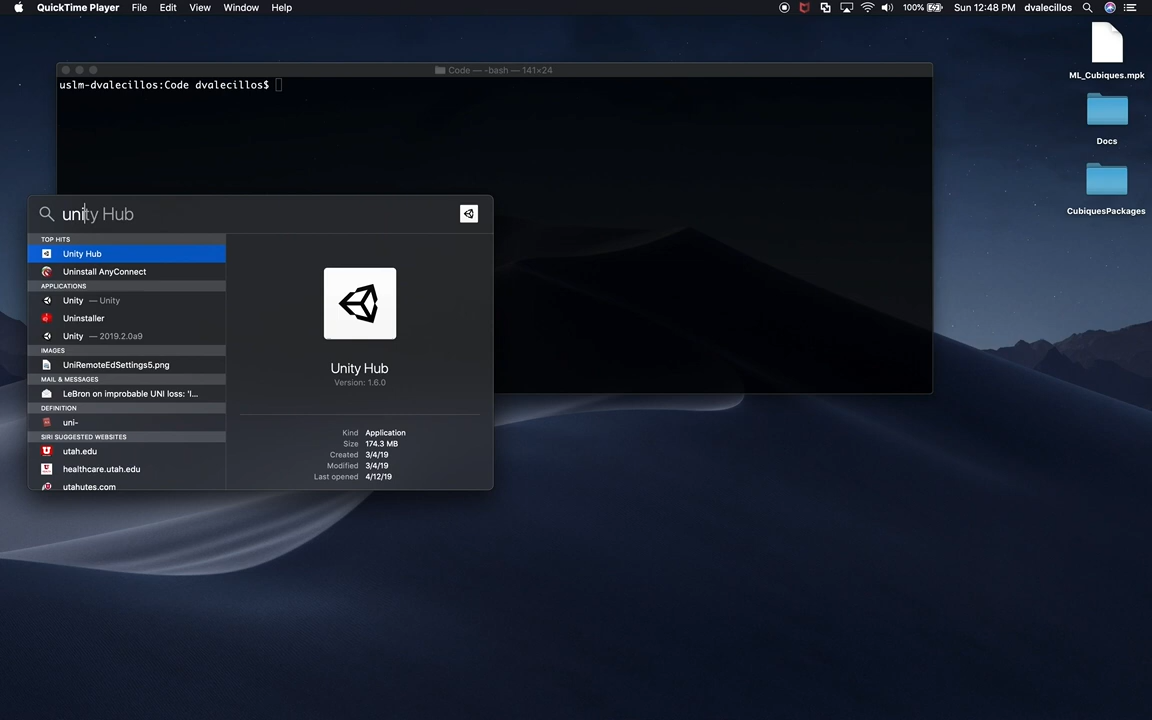 QuickTime Player File Edit View Window Help 100% Sun 12:48 PM dvalecillos
ML_Cubiques.mpk
Docs
CubiquesPackages
Code — -bash — 141×24
uslm-dvalecillos:Code dvalecillos$
unity Hub
TOP HITS
Unity Hub
Uninstall AnyConnect
APPLICATIONS
Unity — Unity
Uninstaller
Unity — 2019.2.0a9
IMAGES
UniRemoteEdSettings5.png
MAIL & MESSAGES
LeBron on improbable UNI loss: 'I...
DEFINITION
uni-
SIRI SUGGESTED WEBSITES
utah.edu
healthcare.utah.edu
utahutes.com
Unity Hub
Version: 1.6.0
Kind Application
Size 174.3 MB
Created 3/4/19
Modified 3/4/19
Last opened 4/12/19